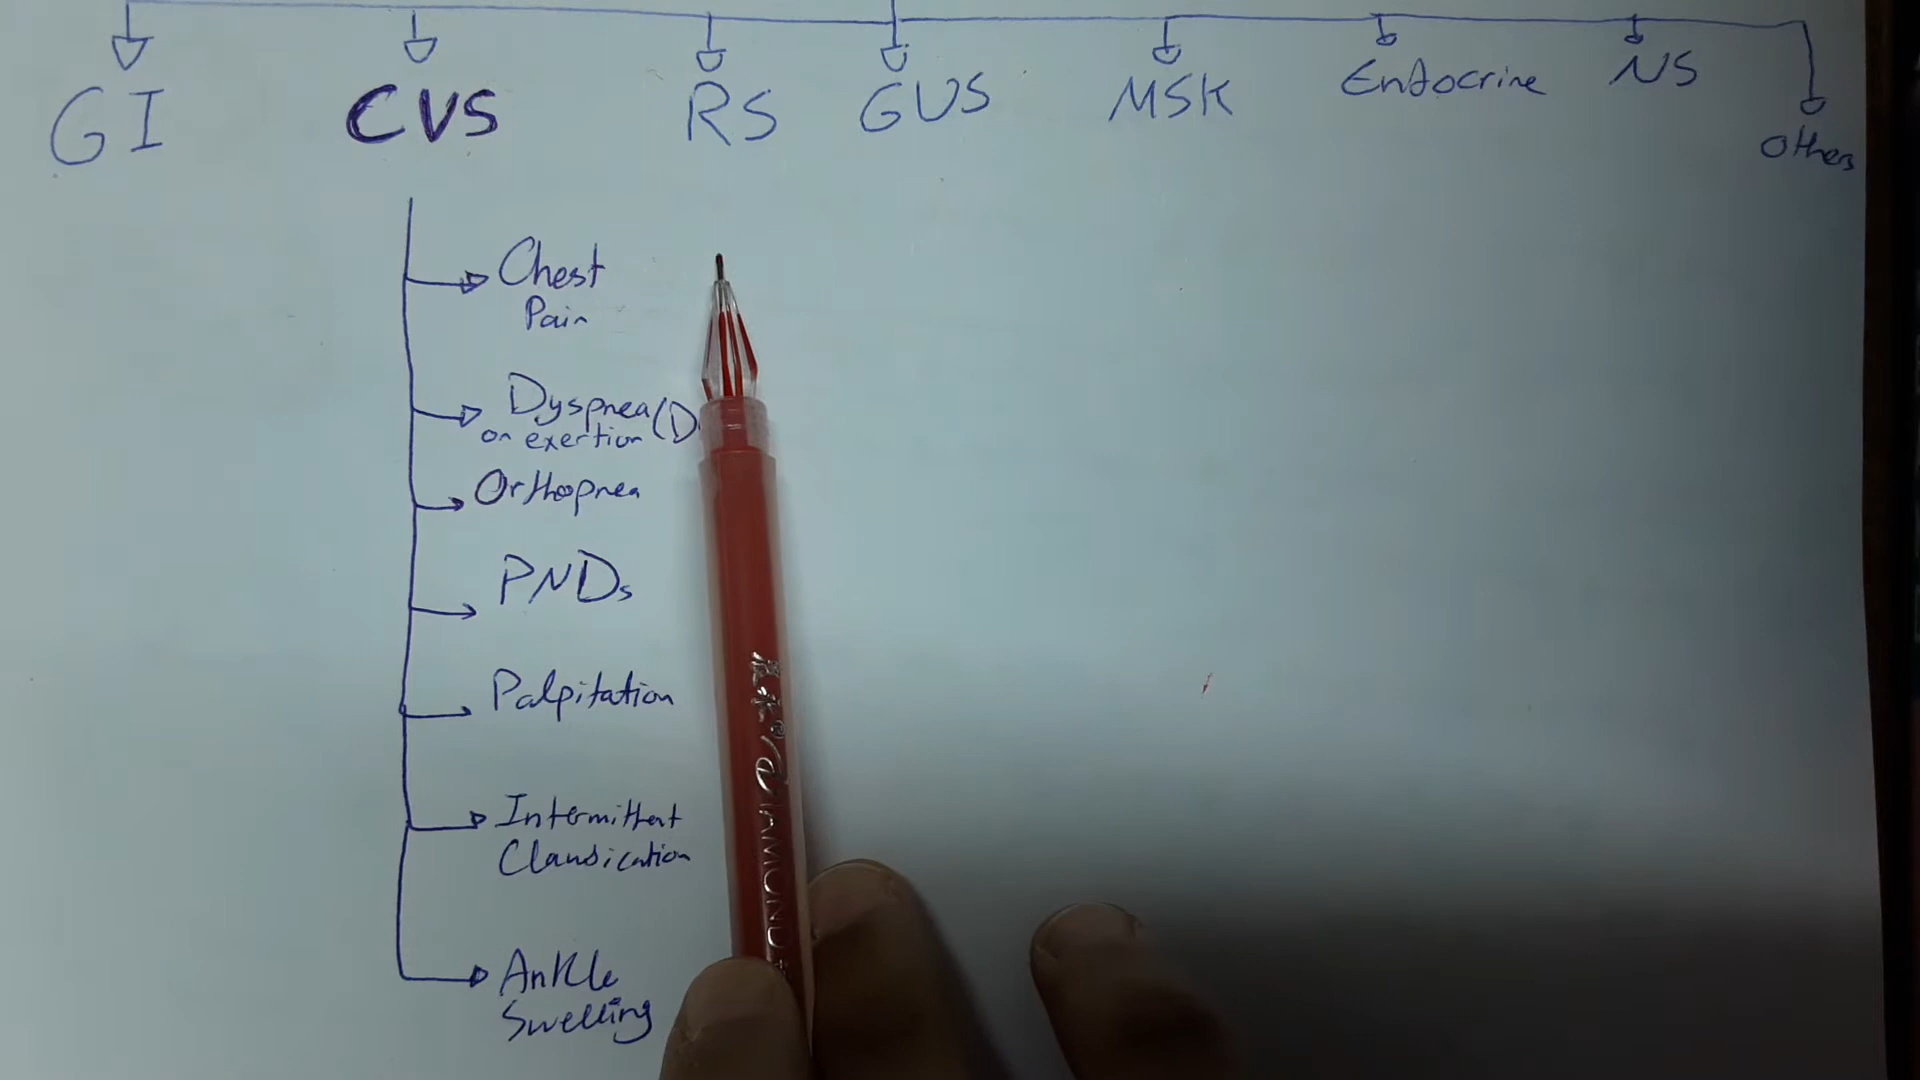 GI CVS RS GUS MSK Endocrine NS Others
Chest
Pain
Dyspnea (D
on exertion
Orthopnea
PNDs
Palpitation
Intermittent
Claudication
Ankle
Swelling
DIAMOND